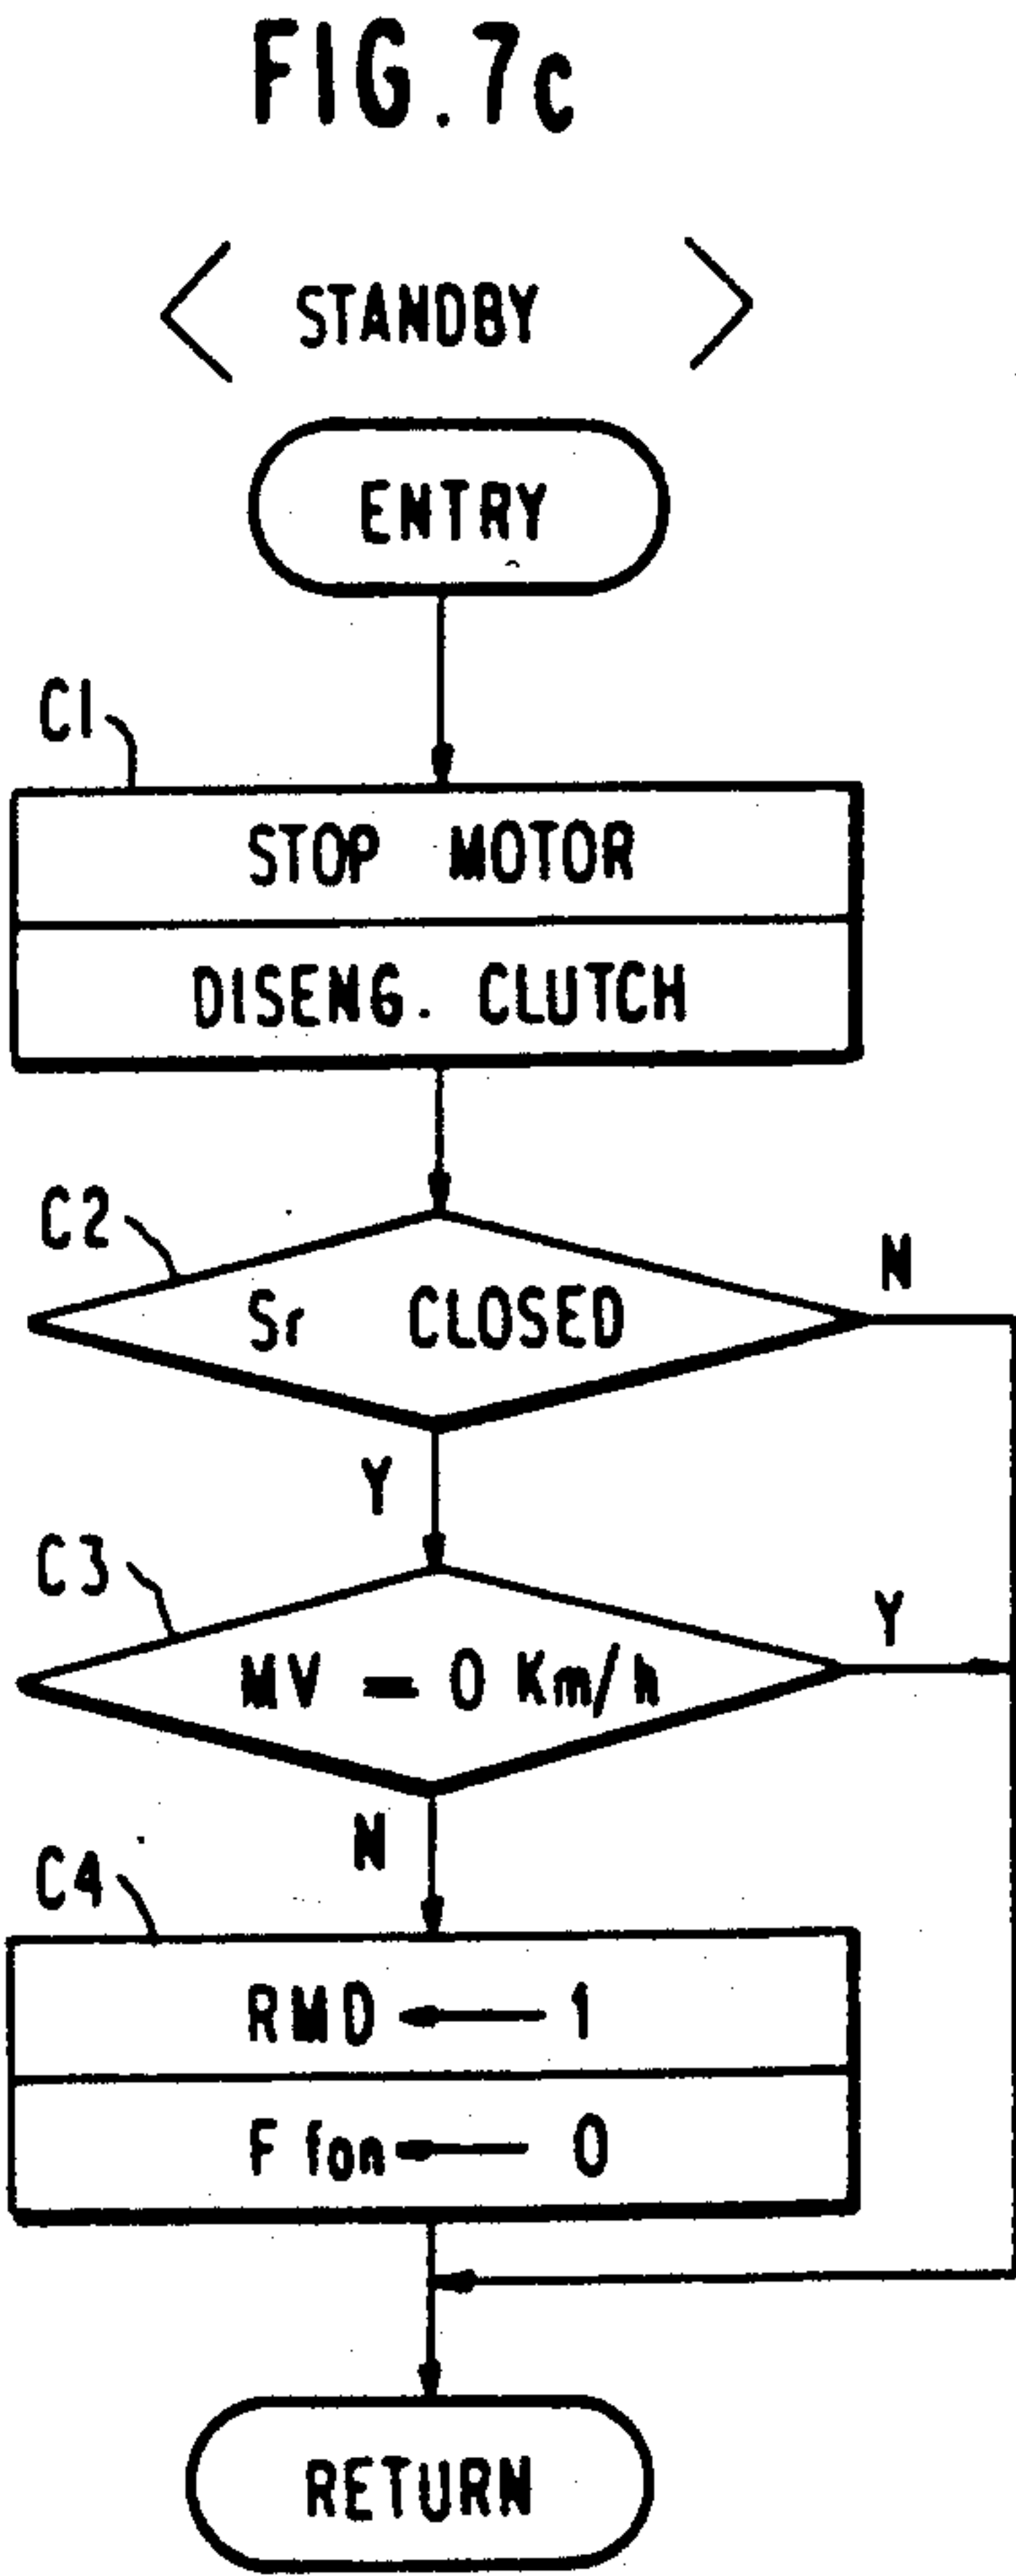 FIG.7c
STANDBY
ENTRY
C1
STOP MOTOR
DISENG. CLUTCH
C2
Sr CLOSED
N
Y
C3
MV = 0 Km/h
Y
N
C4
RMD ← 1
F fon ← 0
RETURN